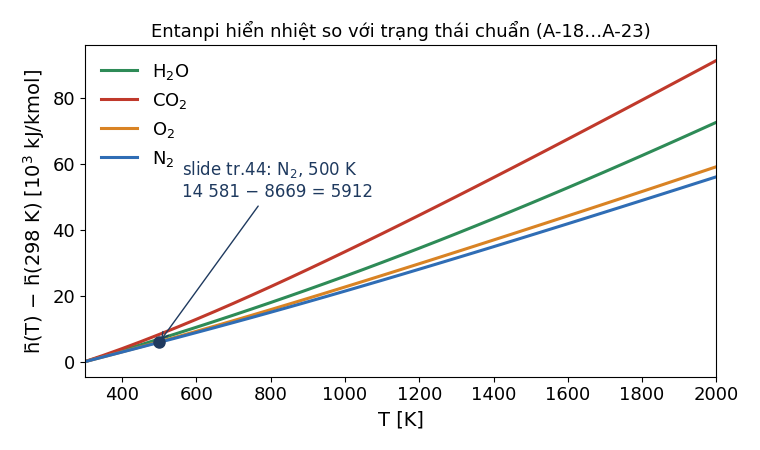 Entanpi hiển nhiệt so với trạng thái chuẩn (A-18…A-23)
h̄(T) − h̄(298 K) [10³ kJ/kmol]
80
60
40
20
0
H₂O
CO₂
O₂
N₂
slide tr.44: N₂, 500 K
14 581 − 8669 = 5912
400 600 800 1000 1200 1400 1600 1800 2000
T [K]